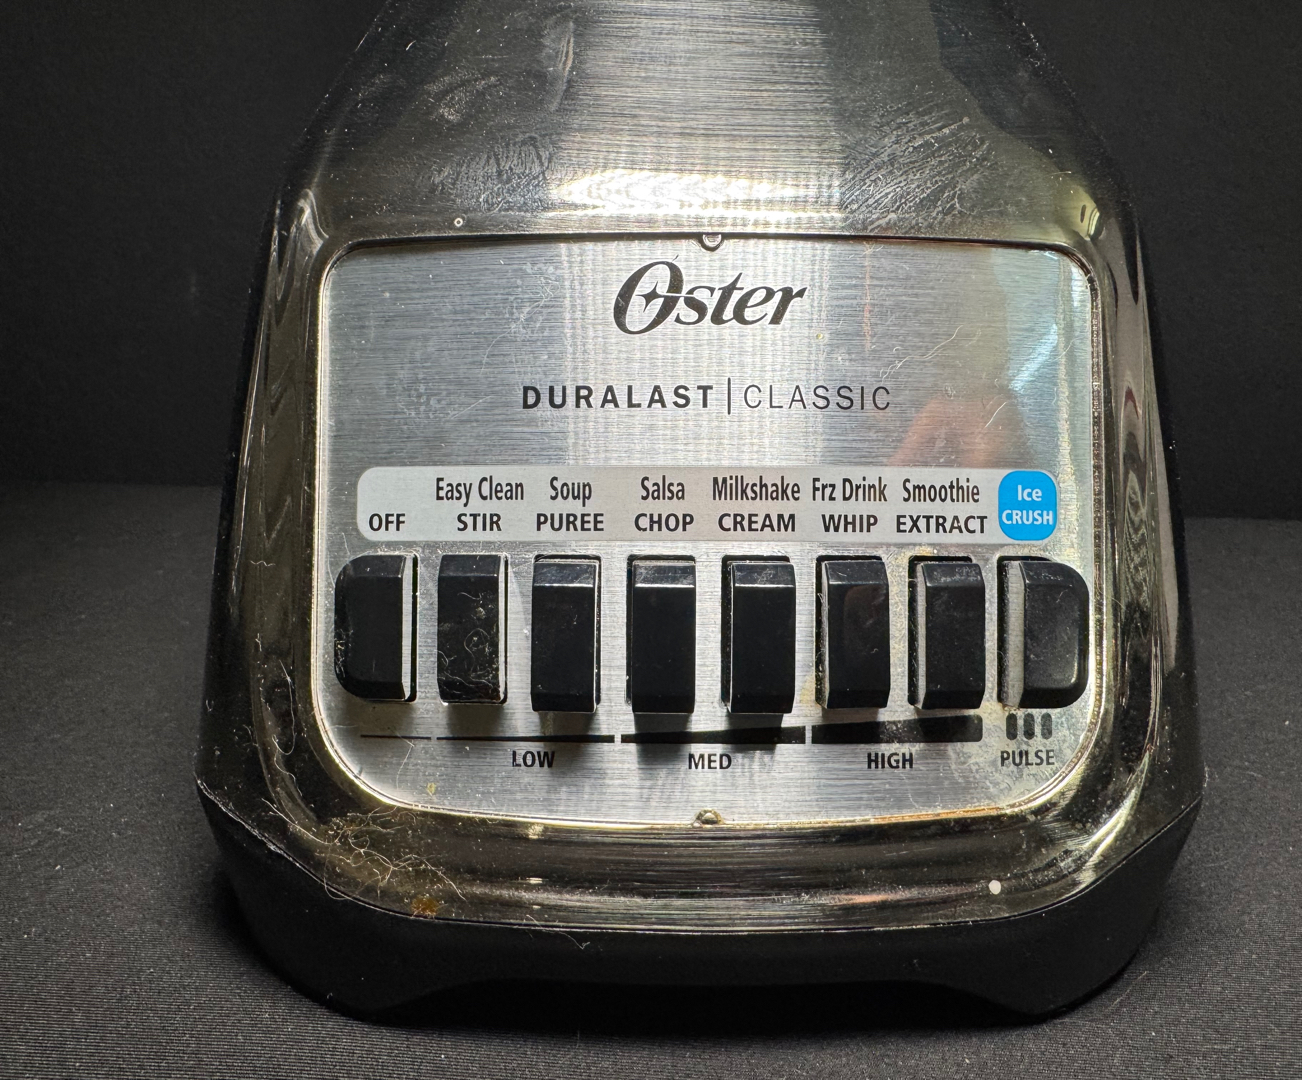 Oster
DURALAST | CLASSIC
Easy Clean Soup Salsa Milkshake Frz Drink Smoothie Ice
OFF STIR PUREE CHOP CREAM WHIP EXTRACT CRUSH
LOW MED HIGH PULSE